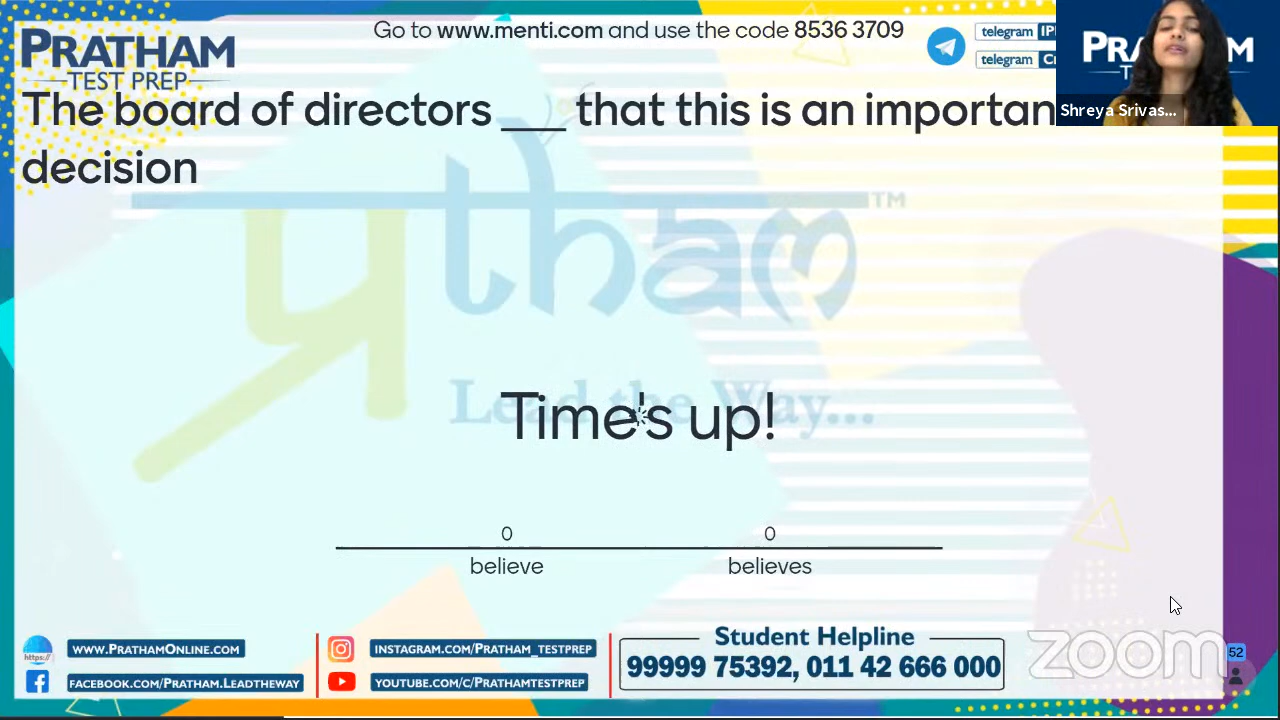 Go to www.menti.com and use the code 8536 3709
PRATHAM
TEST PREP
telegram
telegram
Shreya Srivas...
The board of directors ___ that this is an importan
decision
प्रtham TM
Lead the Way...
Time's up!
0
0
believe
believes
https://
www.PrathamOnline.com
facebook.com/Pratham.Leadtheway
instagram.com/Pratham_testprep
youtube.com/c/Prathamtestprep
Student Helpline
99999 75392, 011 42 666 000
zoom
52